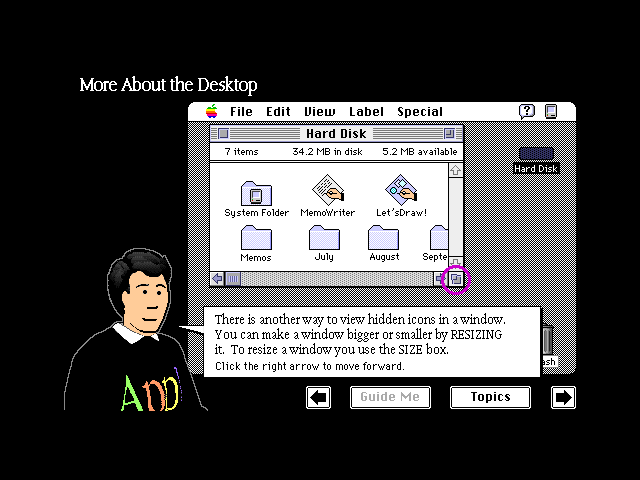 More About the Desktop
File Edit View Label Special
Hard Disk
7 items 34.2 MB in disk 5.2 MB available
Hard Disk
System Folder MemoWriter Let'sDraw!
Memos July August Septe
There is another way to view hidden icons in a window.
You can make a window bigger or smaller by RESIZING
it. To resize a window you use the SIZE box.
Click the right arrow to move forward.
ash
App
Guide Me Topics